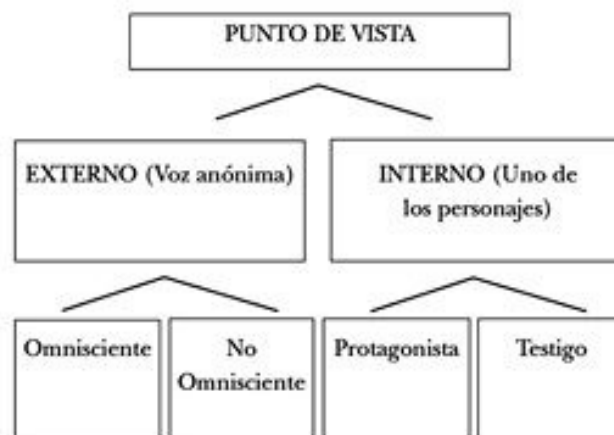 PUNTO DE VISTA
EXTERNO (Voz anónima)
INTERNO (Uno de
los personajes)
Omnisciente
No
Omnisciente
Protagonista
Testigo